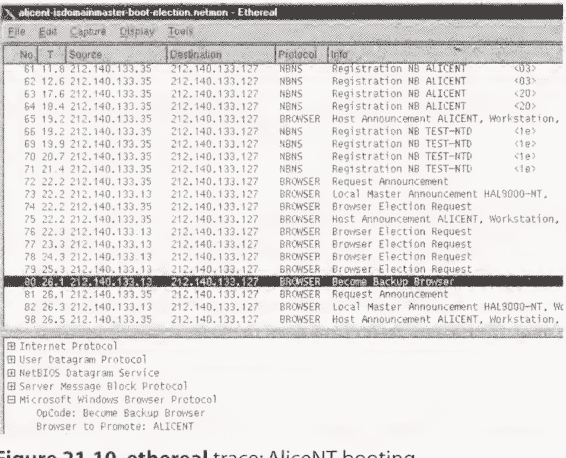 alicent-isdomainmaster-boot-election.netmon - Ethereal
File Edit Capture Display Tools
No. T Source Destination Protocol Info
61 11.8 212.140.133.35 212.140.133.127 NBNS Registration NB ALICENT <03>
62 12.6 212.140.133.35 212.140.133.127 NBNS Registration NB ALICENT <03>
63 17.6 212.140.133.35 212.140.133.127 NBNS Registration NB ALICENT <20>
64 18.4 212.140.133.35 212.140.133.127 NBNS Registration NB ALICENT <20>
65 19.2 212.140.133.35 212.140.133.127 BROWSER Host Announcement ALICENT, Workstation,
66 19.2 212.140.133.35 212.140.133.127 NBNS Registration NB TEST-NTD <1e>
69 19.9 212.140.133.35 212.140.133.127 NBNS Registration NB TEST-NTD <1e>
70 20.7 212.140.133.35 212.140.133.127 NBNS Registration NB TEST-NTD <1e>
71 21.4 212.140.133.35 212.140.133.127 NBNS Registration NB TEST-NTD <1e>
72 22.2 212.140.133.35 212.140.133.127 BROWSER Request Announcement
73 22.2 212.140.133.13 212.140.133.127 BROWSER Local Master Announcement HAL9000-NT,
74 22.2 212.140.133.35 212.140.133.127 BROWSER Browser Election Request
75 22.2 212.140.133.35 212.140.133.127 BROWSER Host Announcement ALICENT, Workstation,
76 22.3 212.140.133.13 212.140.133.127 BROWSER Browser Election Request
77 23.3 212.140.133.13 212.140.133.127 BROWSER Browser Election Request
78 24.3 212.140.133.13 212.140.133.127 BROWSER Browser Election Request
79 25.3 212.140.133.13 212.140.133.127 BROWSER Browser Election Request
80 26.1 212.140.133.13 212.140.133.127 BROWSER Become Backup Browser
81 26.1 212.140.133.35 212.140.133.127 BROWSER Request Announcement
82 26.3 212.140.133.13 212.140.133.127 BROWSER Local Master Announcement HAL9000-NT, Wo
98 26.5 212.140.133.35 212.140.133.127 BROWSER Host Announcement ALICENT, Workstation,
Internet Protocol
User Datagram Protocol
NetBIOS Datagram Service
Server Message Block Protocol
Microsoft Windows Browser Protocol
OpCode: Become Backup Browser
Browser to Promote: ALICENT
Figure 21.10 ethereal trace: AliceNT booting